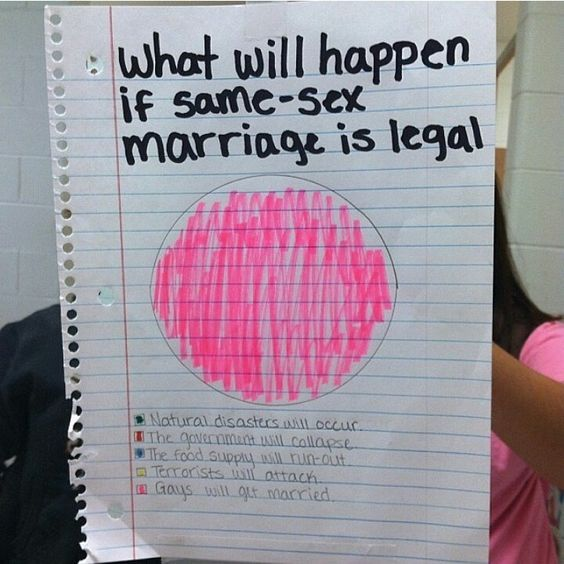 What will happen
if same-sex
marriage is legal
Natural disasters will occur.
The government will collapse.
The food supply will run-out.
Terrorists will attack.
Gays will get married.